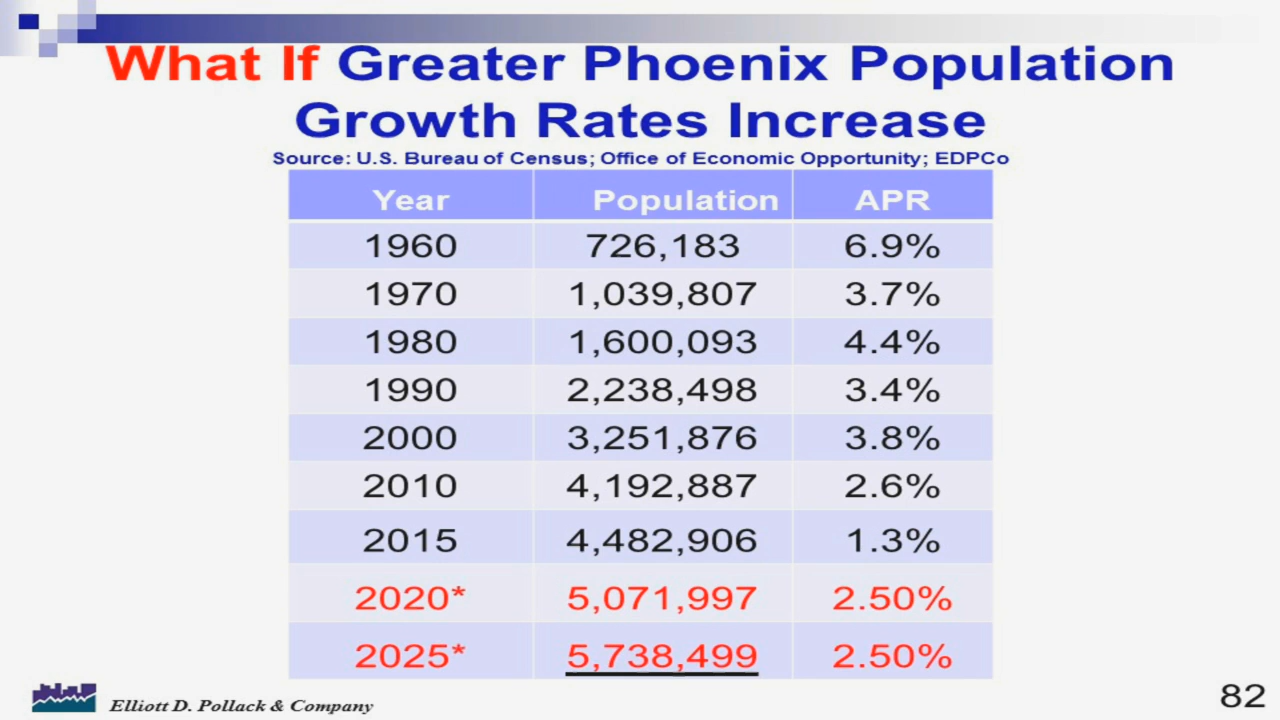 What If Greater Phoenix Population
Growth Rates Increase
Source: U.S. Bureau of Census; Office of Economic Opportunity; EDPCo
Year Population APR
1960 726,183 6.9%
1970 1,039,807 3.7%
1980 1,600,093 4.4%
1990 2,238,498 3.4%
2000 3,251,876 3.8%
2010 4,192,887 2.6%
2015 4,482,906 1.3%
2020* 5,071,997 2.50%
2025* 5,738,499 2.50%
Elliott D. Pollack & Company
82